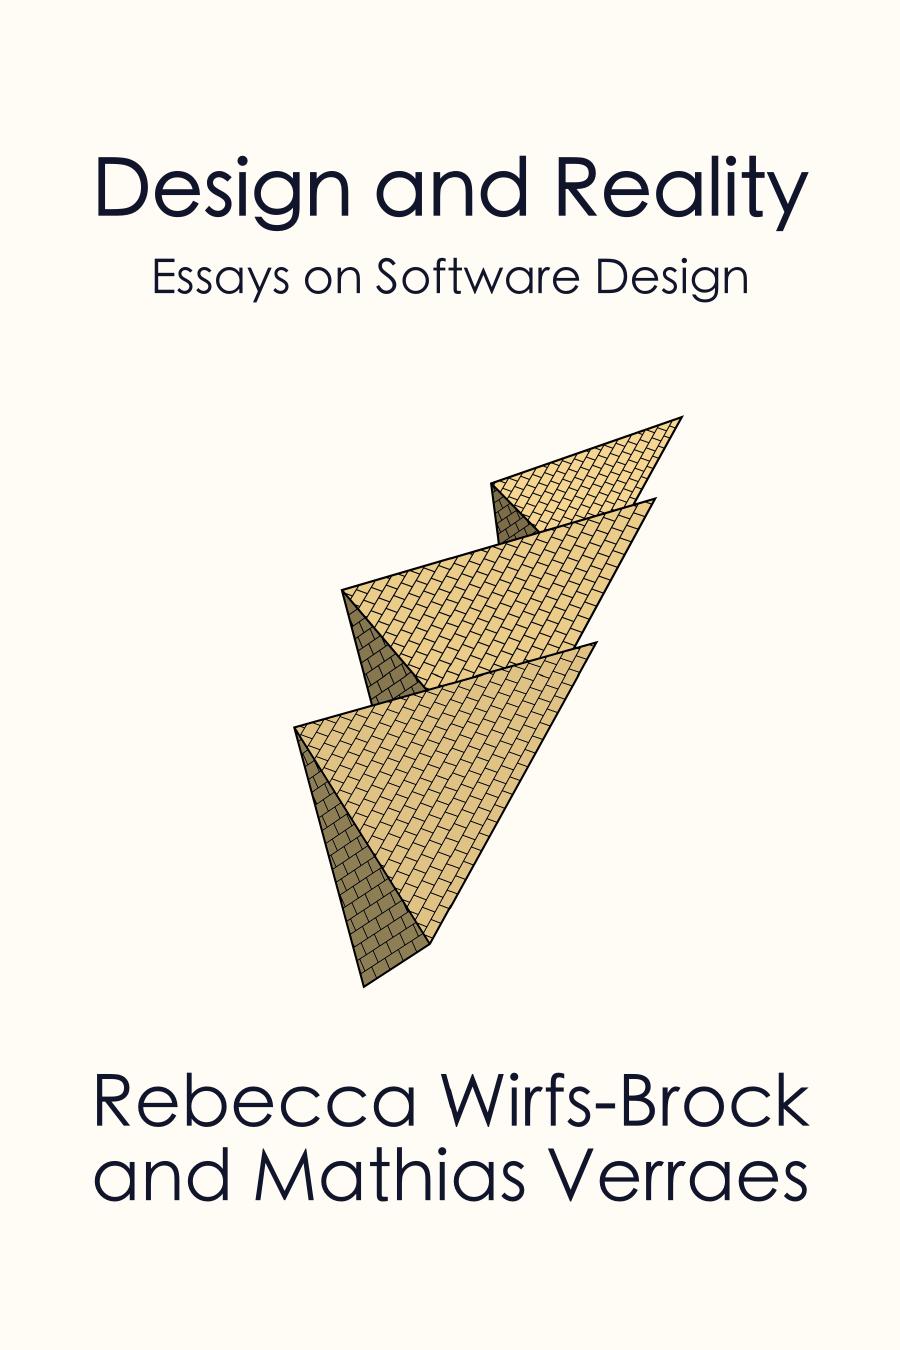 Design and Reality
Essays on Software Design
Rebecca Wirfs-Brock
and Mathias Verraes